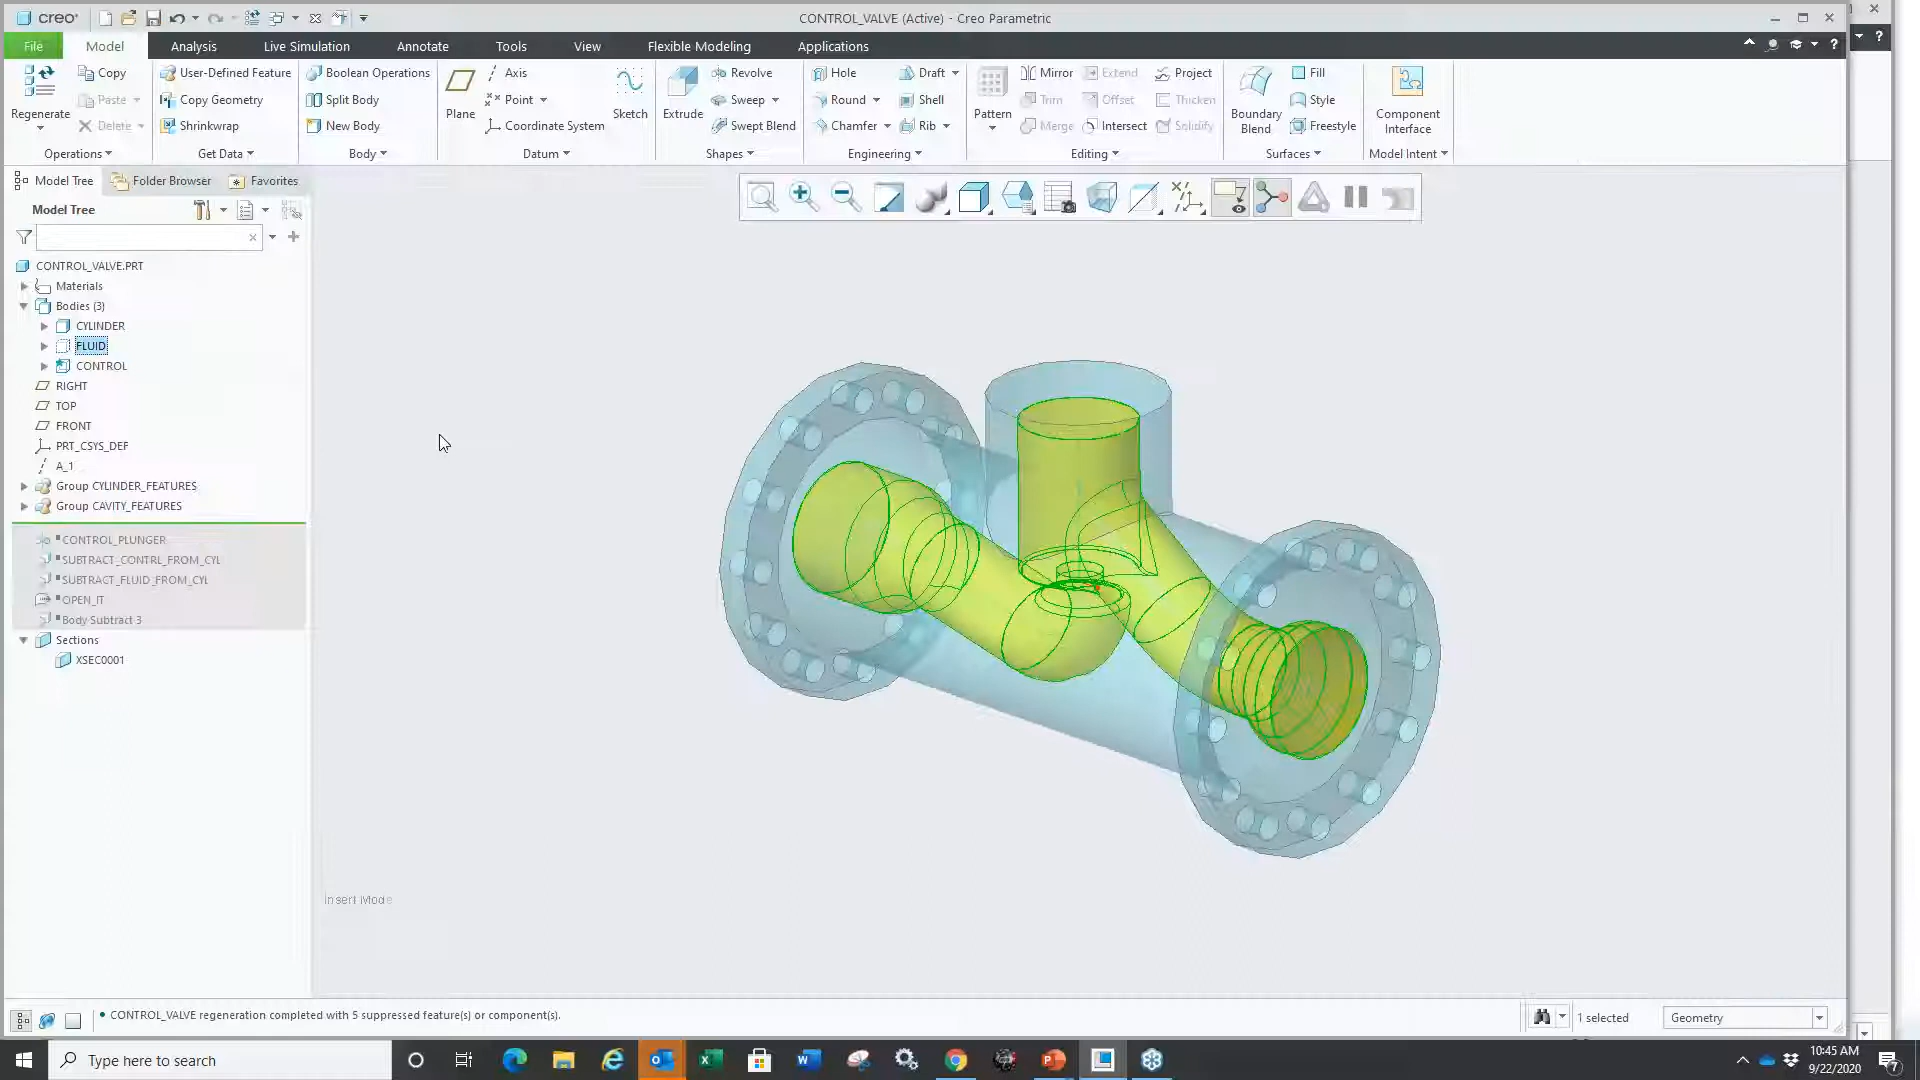 creo
CONTROL_VALVE (Active) - Creo Parametric
File Model Analysis Live Simulation Annotate Tools View Flexible Modeling Applications
Regenerate
Copy
Paste
Delete
Operations
User-Defined Feature
Copy Geometry
Shrinkwrap
Get Data
Boolean Operations
Split Body
New Body
Body
Plane
Axis
Point
Coordinate System
Sketch
Datum
Extrude
Revolve
Sweep
Swept Blend
Shapes
Hole
Round
Chamfer
Draft
Shell
Rib
Engineering
Pattern
Mirror
Trim
Merge
Extend
Offset
Intersect
Project
Thicken
Solidify
Editing
Boundary
Blend
Fill
Style
Freestyle
Surfaces
Component
Interface
Model Intent
Model Tree Folder Browser Favorites
Model Tree
CONTROL_VALVE.PRT
Materials
Bodies (3)
CYLINDER
FLUID
CONTROL
RIGHT
TOP
FRONT
PRT_CSYS_DEF
A_1
Group CYLINDER_FEATURES
Group CAVITY_FEATURES
CONTROL_PLUNGER
SUBTRACT_CONTRL_FROM_CYL
SUBTRACT_FLUID_FROM_CYL
OPEN_IT
Body Subtract 3
Sections
XSEC0001
Insert Mode
CONTROL_VALVE regeneration completed with 5 suppressed feature(s) or component(s).
1 selected
Geometry
Type here to search
10:45 AM
9/22/2020
7